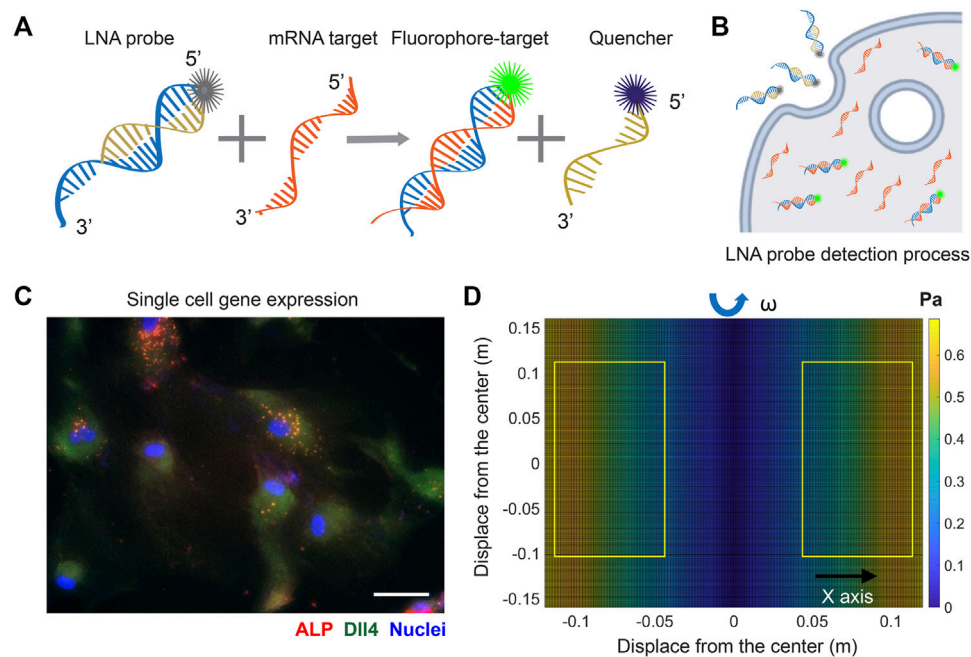 A
LNA probe
mRNA target
Fluorophore-target
Quencher
5’
5’
5’
3’
3’
B
LNA probe detection process
C
Single cell gene expression
ALP Dll4 Nuclei
D
ω
Pa
Displace from the center (m)
0.15
0.1
0.05
0
-0.05
-0.1
-0.15
X axis
-0.1
-0.05
0
0.05
0.1
Displace from the center (m)
0.6
0.5
0.4
0.3
0.2
0.1
0